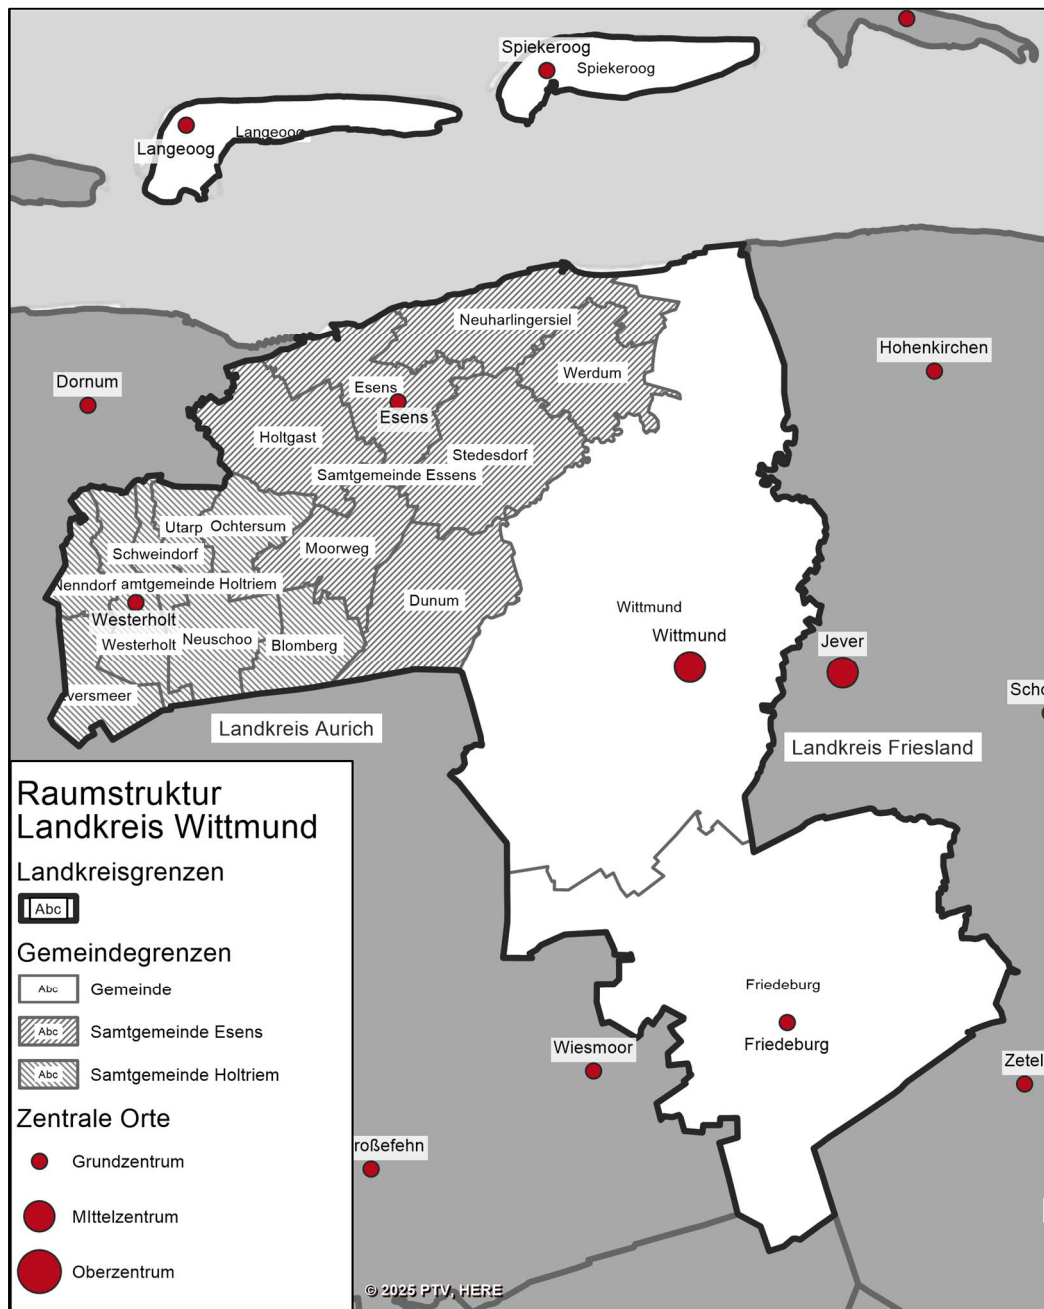 Spiekeroog
Spiekeroog
Langeoog
Langeoog
Neuharlingersiel
Hohenkirchen
Werdum
Dornum
Esens
Esens
Holtgast
Stedesdorf
Samtgemeinde Essens
Utarp
Ochtersum
Moorweg
Schweindorf
Nenndorf
amtgemeinde Holtriem
Dunum
Wittmund
Westerholt
Wittmund
Jever
Westerholt
Neuschoo
Blomberg
versmeer
Scho
Landkreis Aurich
Landkreis Friesland
Raumstruktur
Landkreis Wittmund
Landkreisgrenzen
Abc
Gemeindegrenzen
Abc Gemeinde
Abc Samtgemeinde Esens
Abc Samtgemeinde Holtriem
Zentrale Orte
Grundzentrum
MIttelzentrum
Oberzentrum
Friedeburg
Friedeburg
Wiesmoor
Zetel
roßefehn
© 2025 PTV, HERE